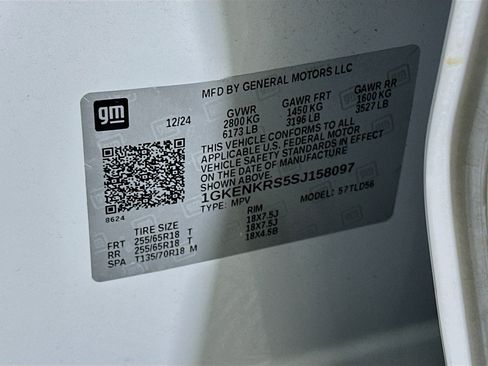 MFD BY GENERAL MOTORS LLC
gm
12/24
GVWR GAWR FRT GAWR RR
2800 KG 1450 KG 1600 KG
6173 LB 3196 LB 3527 LB
THIS VEHICLE CONFORMS TO ALL
APPLICABLE U.S. FEDERAL MOTOR
VEHICLE SAFETY STANDARDS IN EFFECT
ON THE DATE OF MANUFACTURE SHOWN ABOVE.
1GKENKRS5SJ158097
TYPE: MPV MODEL: 57TLD56
8624
TIRE SIZE RIM
FRT 255/65R18 T 18X7.5J
RR 255/65R18 T 18X7.5J
SPA T135/70R18 M 18X4.5B